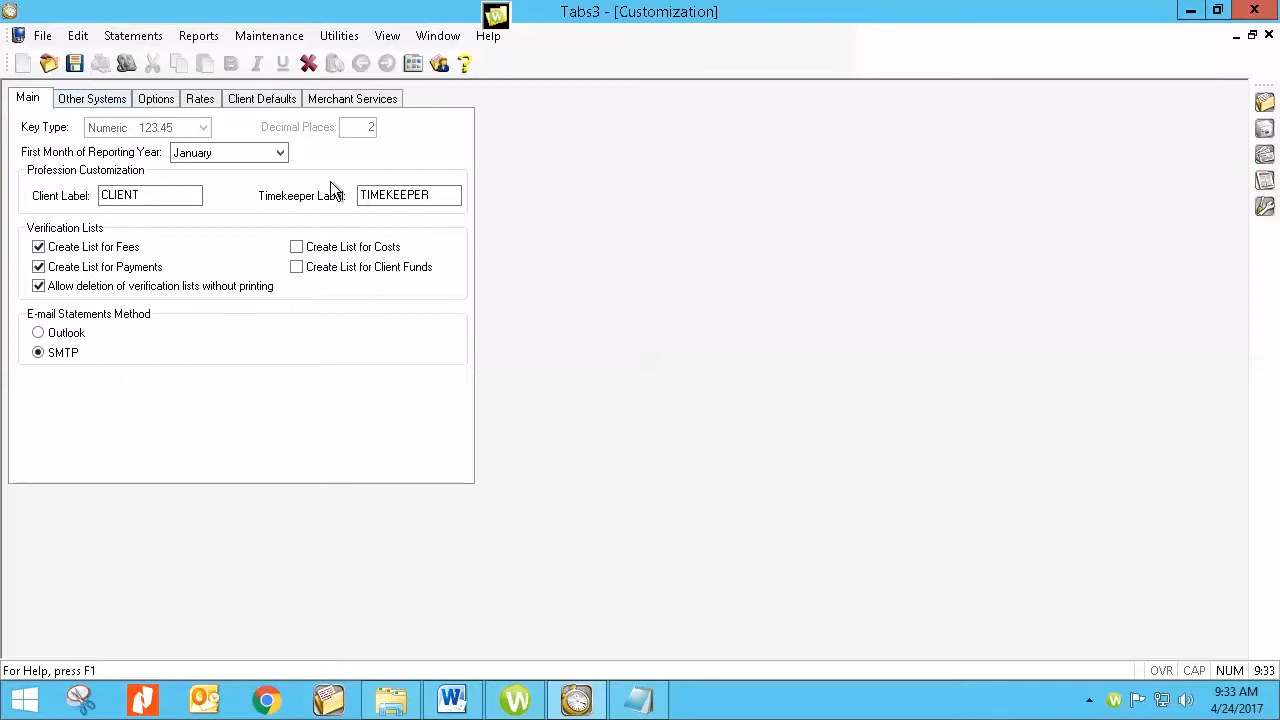 Tabs3 - [Customization]
File Edit Statements Reports Maintenance Utilities View Window Help
Main Other Systems Options Rates Client Defaults Merchant Services
Key Type: Numeric 123.45 Decimal Places: 2
First Month of Reporting Year: January
Profession Customization
Client Label: CLIENT Timekeeper Label: TIMEKEEPER
Verification Lists
Create List for Fees Create List for Costs
Create List for Payments Create List for Client Funds
Allow deletion of verification lists without printing
E-mail Statements Method
Outlook
SMTP
For Help, press F1 OVR CAP NUM 9:33
9:33 AM
4/24/2017